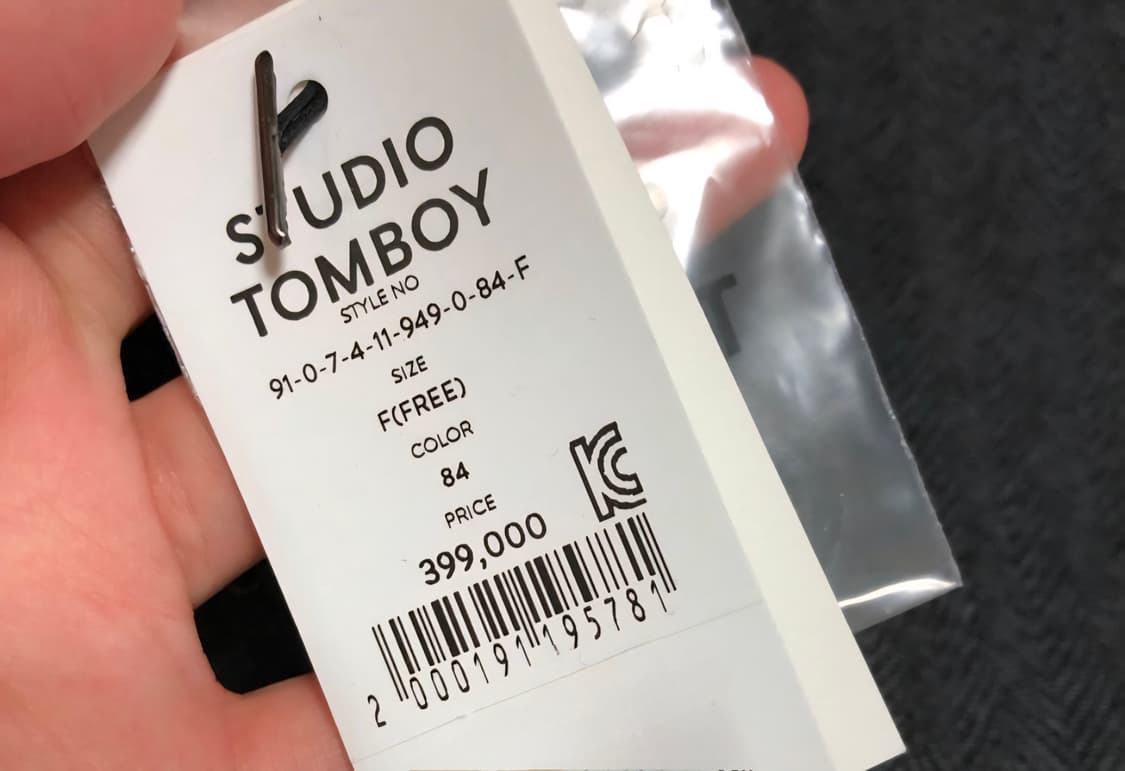 STUDIO
TOMBOY
STYLE NO
91-0-7-4-11-949-0-84-F
SIZE
F(FREE)
COLOR
84
PRICE
399,000
KC
2 000191 195781
T